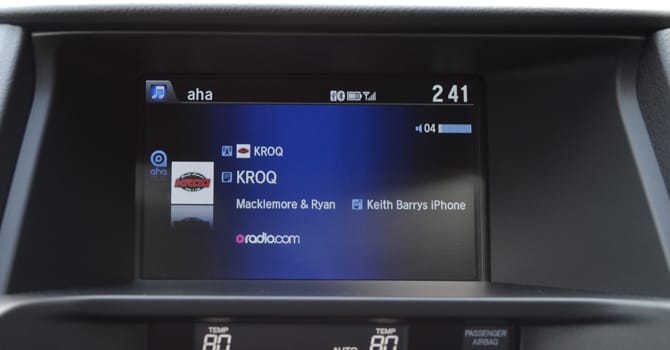 aha 2 41
04
KROQ
aha
KROQ
Macklemore & Ryan Keith Barrys iPhone
radio.com
TEMP TEMP PASSENGER
80 AUTO 80 AIRBAG